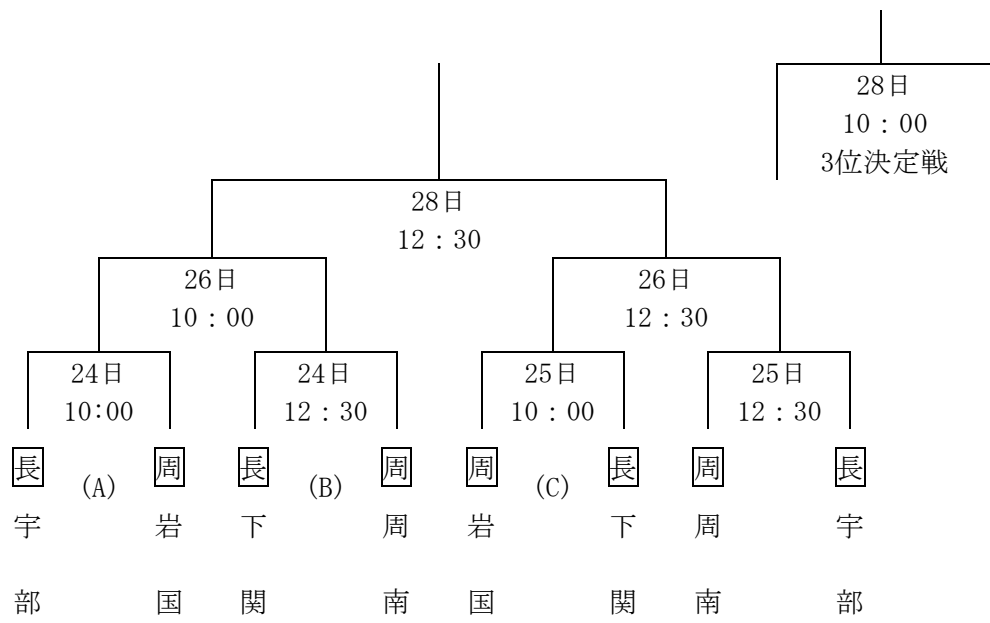 28日
10：00
3位決定戦
28日
12：30
26日
10：00
26日
12：30
24日
10:00
24日
12：30
25日
10：00
25日
12：30
長 (A) 周 長 (B) 周 周 (C) 長 周 長
宇部
岩国
下関
周南
岩国
下関
周南
宇部